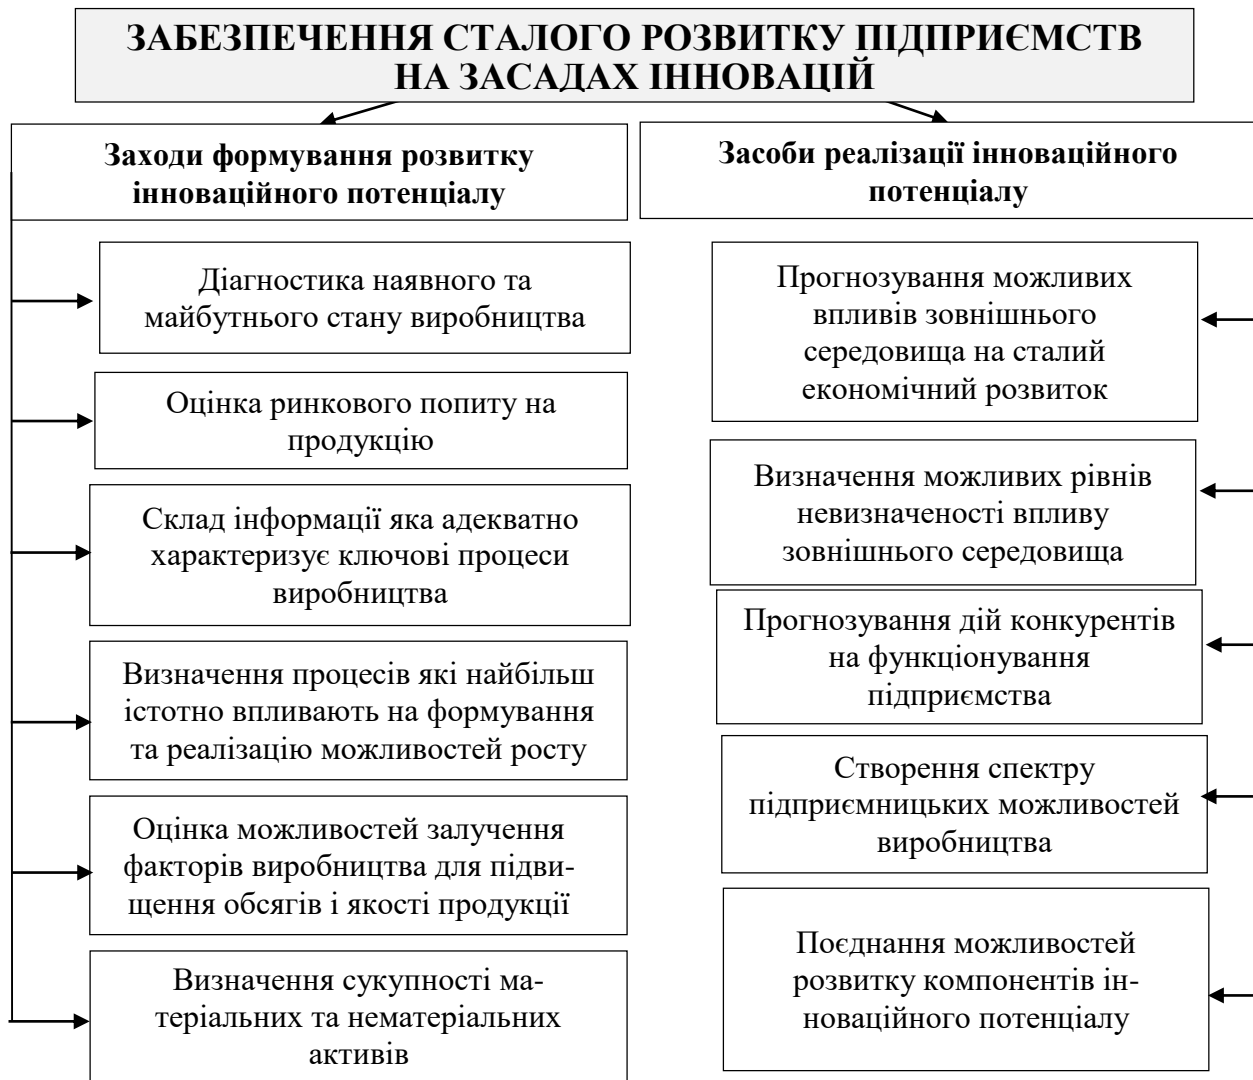 ЗАБЕЗПЕЧЕННЯ СТАЛОГО РОЗВИТКУ ПІДПРИЄМСТВ
НА ЗАСАДАХ ІННОВАЦІЙ
Заходи формування розвитку
інноваційного потенціалу
Діагностика наявного та
майбутнього стану виробництва
Оцінка ринкового попиту на
продукцію
Склад інформації яка адекватно
характеризує ключові процеси
виробництва
Визначення процесів які найбільш
істотно впливають на формування
та реалізацію можливостей росту
Оцінка можливостей залучення
факторів виробництва для підви-
щення обсягів і якості продукції
Визначення сукупності ма-
теріальних та нематеріальних
активів
Засоби реалізації інноваційного
потенціалу
Прогнозування можливих
впливів зовнішнього
середовища на сталий
економічний розвиток
Визначення можливих рівнів
невизначеності впливу
зовнішнього середовища
Прогнозування дій конкурентів
на функціонування
підприємства
Створення спектру
підприємницьких можливостей
виробництва
Поєднання можливостей
розвитку компонентів ін-
новаційного потенціалу